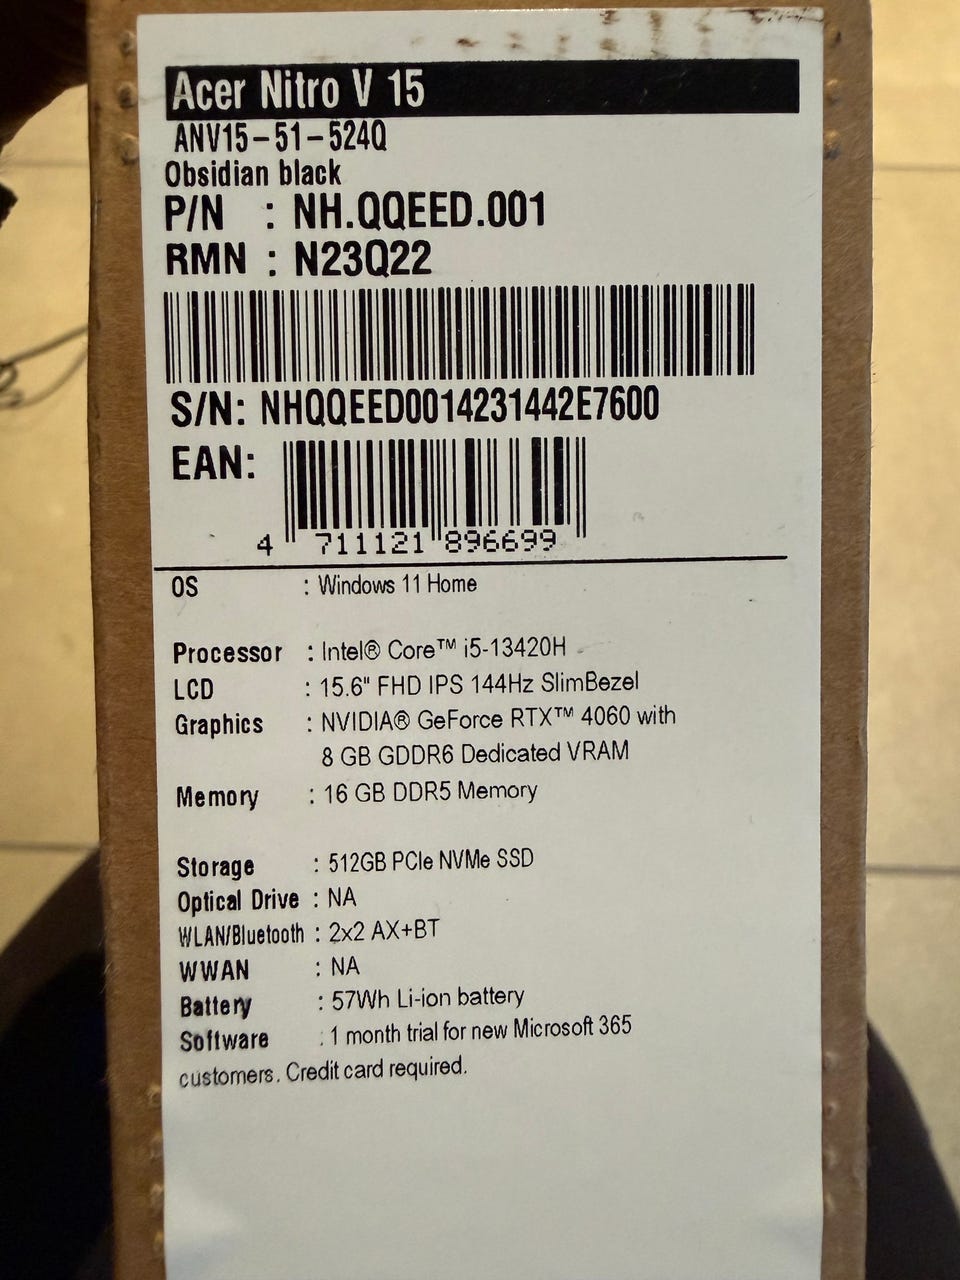 Acer Nitro V 15
ANV15-51-524Q
Obsidian black
P/N : NH.QQEED.001
RMN : N23Q22
S/N: NHQQEED0014231442E7600
EAN:
4 711121 896699
OS : Windows 11 Home
Processor : Intel® Core™ i5-13420H
LCD : 15.6" FHD IPS 144Hz SlimBezel
Graphics : NVIDIA® GeForce RTX™ 4060 with
8 GB GDDR6 Dedicated VRAM
Memory : 16 GB DDR5 Memory
Storage : 512GB PCIe NVMe SSD
Optical Drive : NA
WLAN/Bluetooth : 2x2 AX+BT
WWAN : NA
Battery : 57Wh Li-ion battery
Software : 1 month trial for new Microsoft 365
customers. Credit card required.